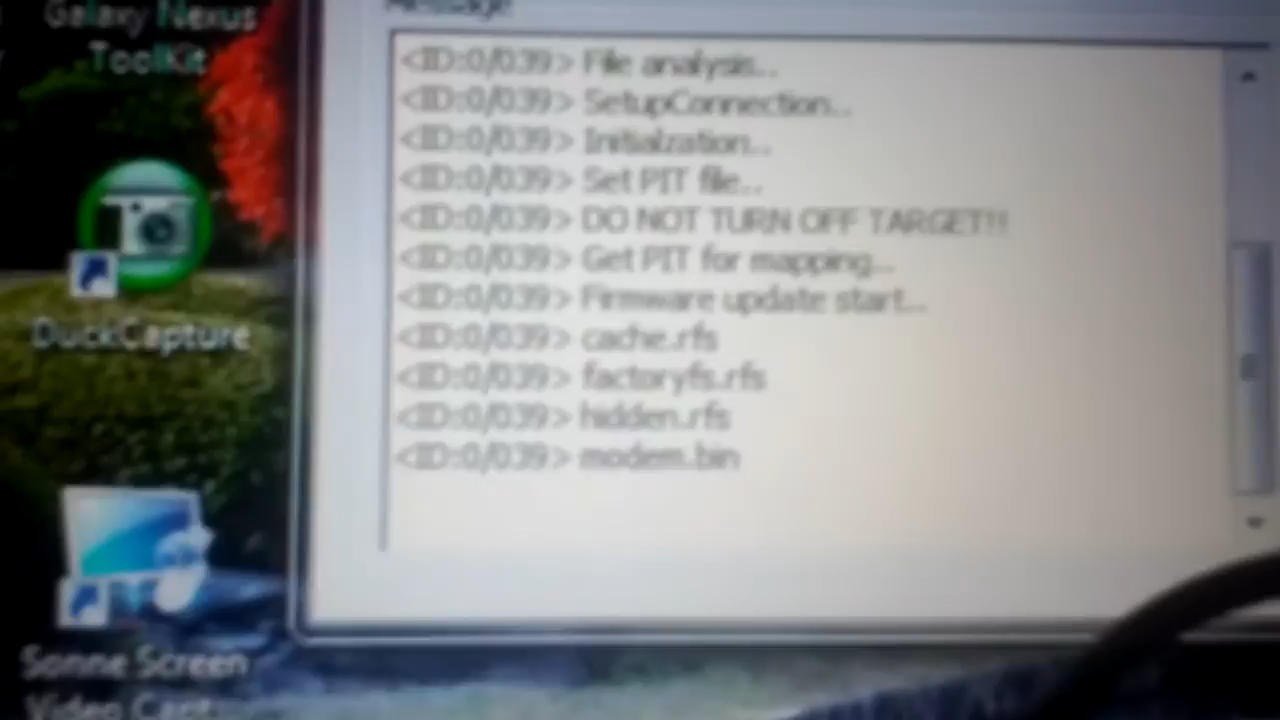 Galaxy Nexus
ToolKit
Message
<ID:0/039> File analysis..
<ID:0/039> SetupConnection..
<ID:0/039> Initialzation..
<ID:0/039> Set PIT file..
<ID:0/039> DO NOT TURN OFF TARGET!!
<ID:0/039> Get PIT for mapping..
<ID:0/039> Firmware update start..
<ID:0/039> cache.rfs
<ID:0/039> factoryfs.rfs
<ID:0/039> hidden.rfs
<ID:0/039> modem.bin
DuckCapture
Sonne Screen
Video Capt...